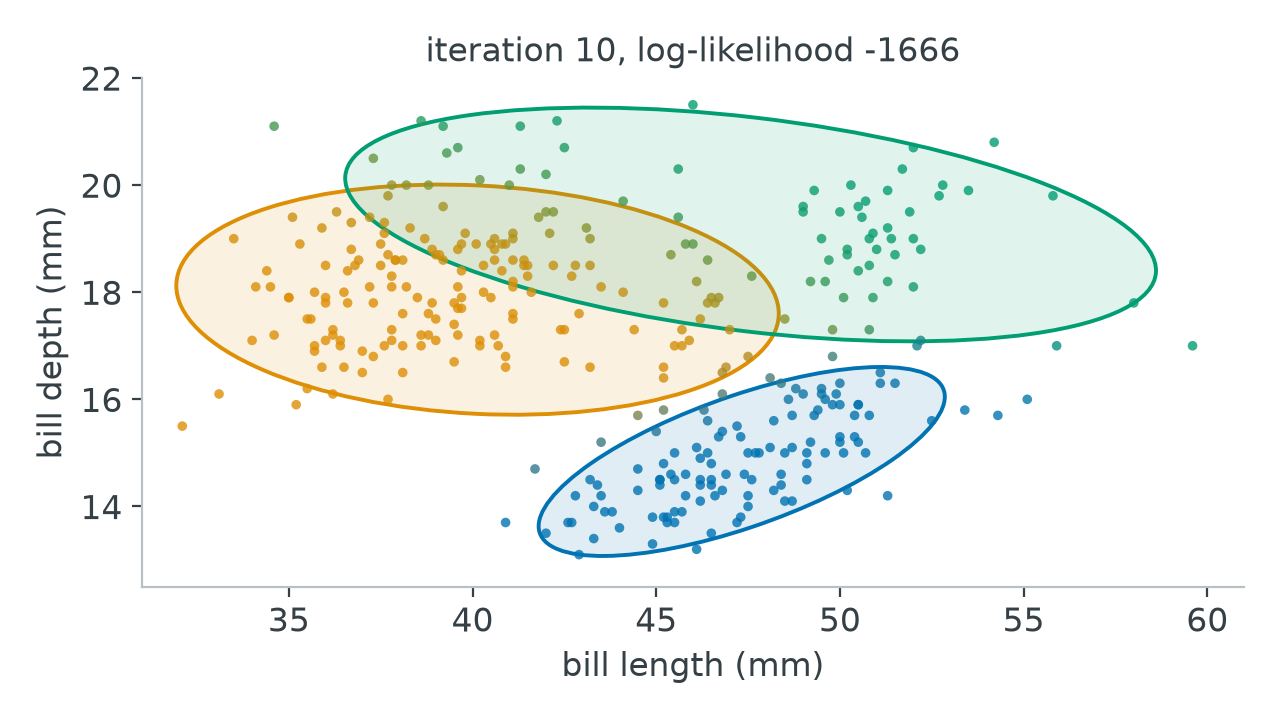 iteration 10, log-likelihood -1666
22
20
18
16
14
bill depth (mm)
35 40 45 50 55 60
bill length (mm)